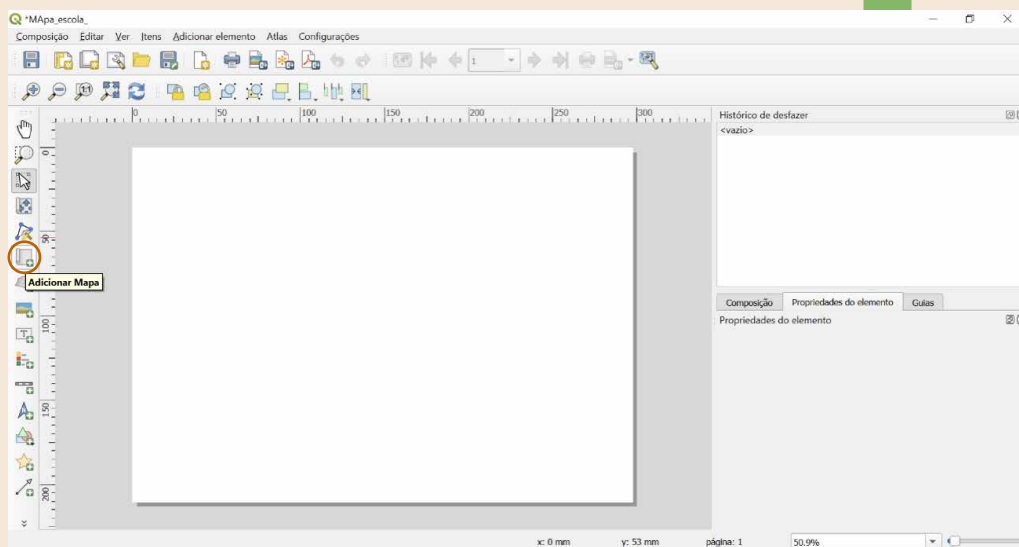 *MApa_escola_
Composição Editar Ver Itens Adicionar elemento Atlas Configurações
1
0 50 100 150 200 250 300
Histórico de desfazer
<vazio>
0
50
Adicionar Mapa
Composição Propriedades do elemento Guias
Propriedades do elemento
100
150
200
x: 0 mm y: 53 mm página: 1 50.9%